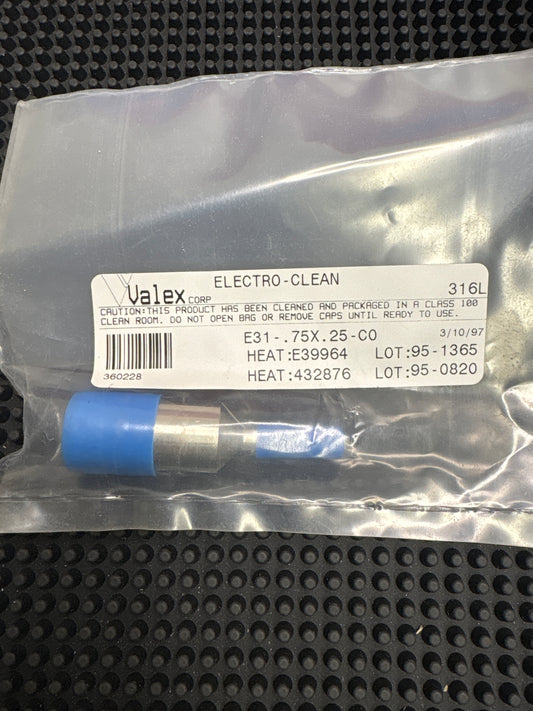 ELECTRO-CLEAN
Valex CORP
316L
CAUTION:THIS PRODUCT HAS BEEN CLEANED AND PACKAGED IN A CLASS 100
CLEAN ROOM. DO NOT OPEN BAG OR REMOVE CAPS UNTIL READY TO USE.
E31-.75X.25-CO 3/10/97
HEAT:E39964 LOT:95-1365
HEAT:432876 LOT:95-0820
360228